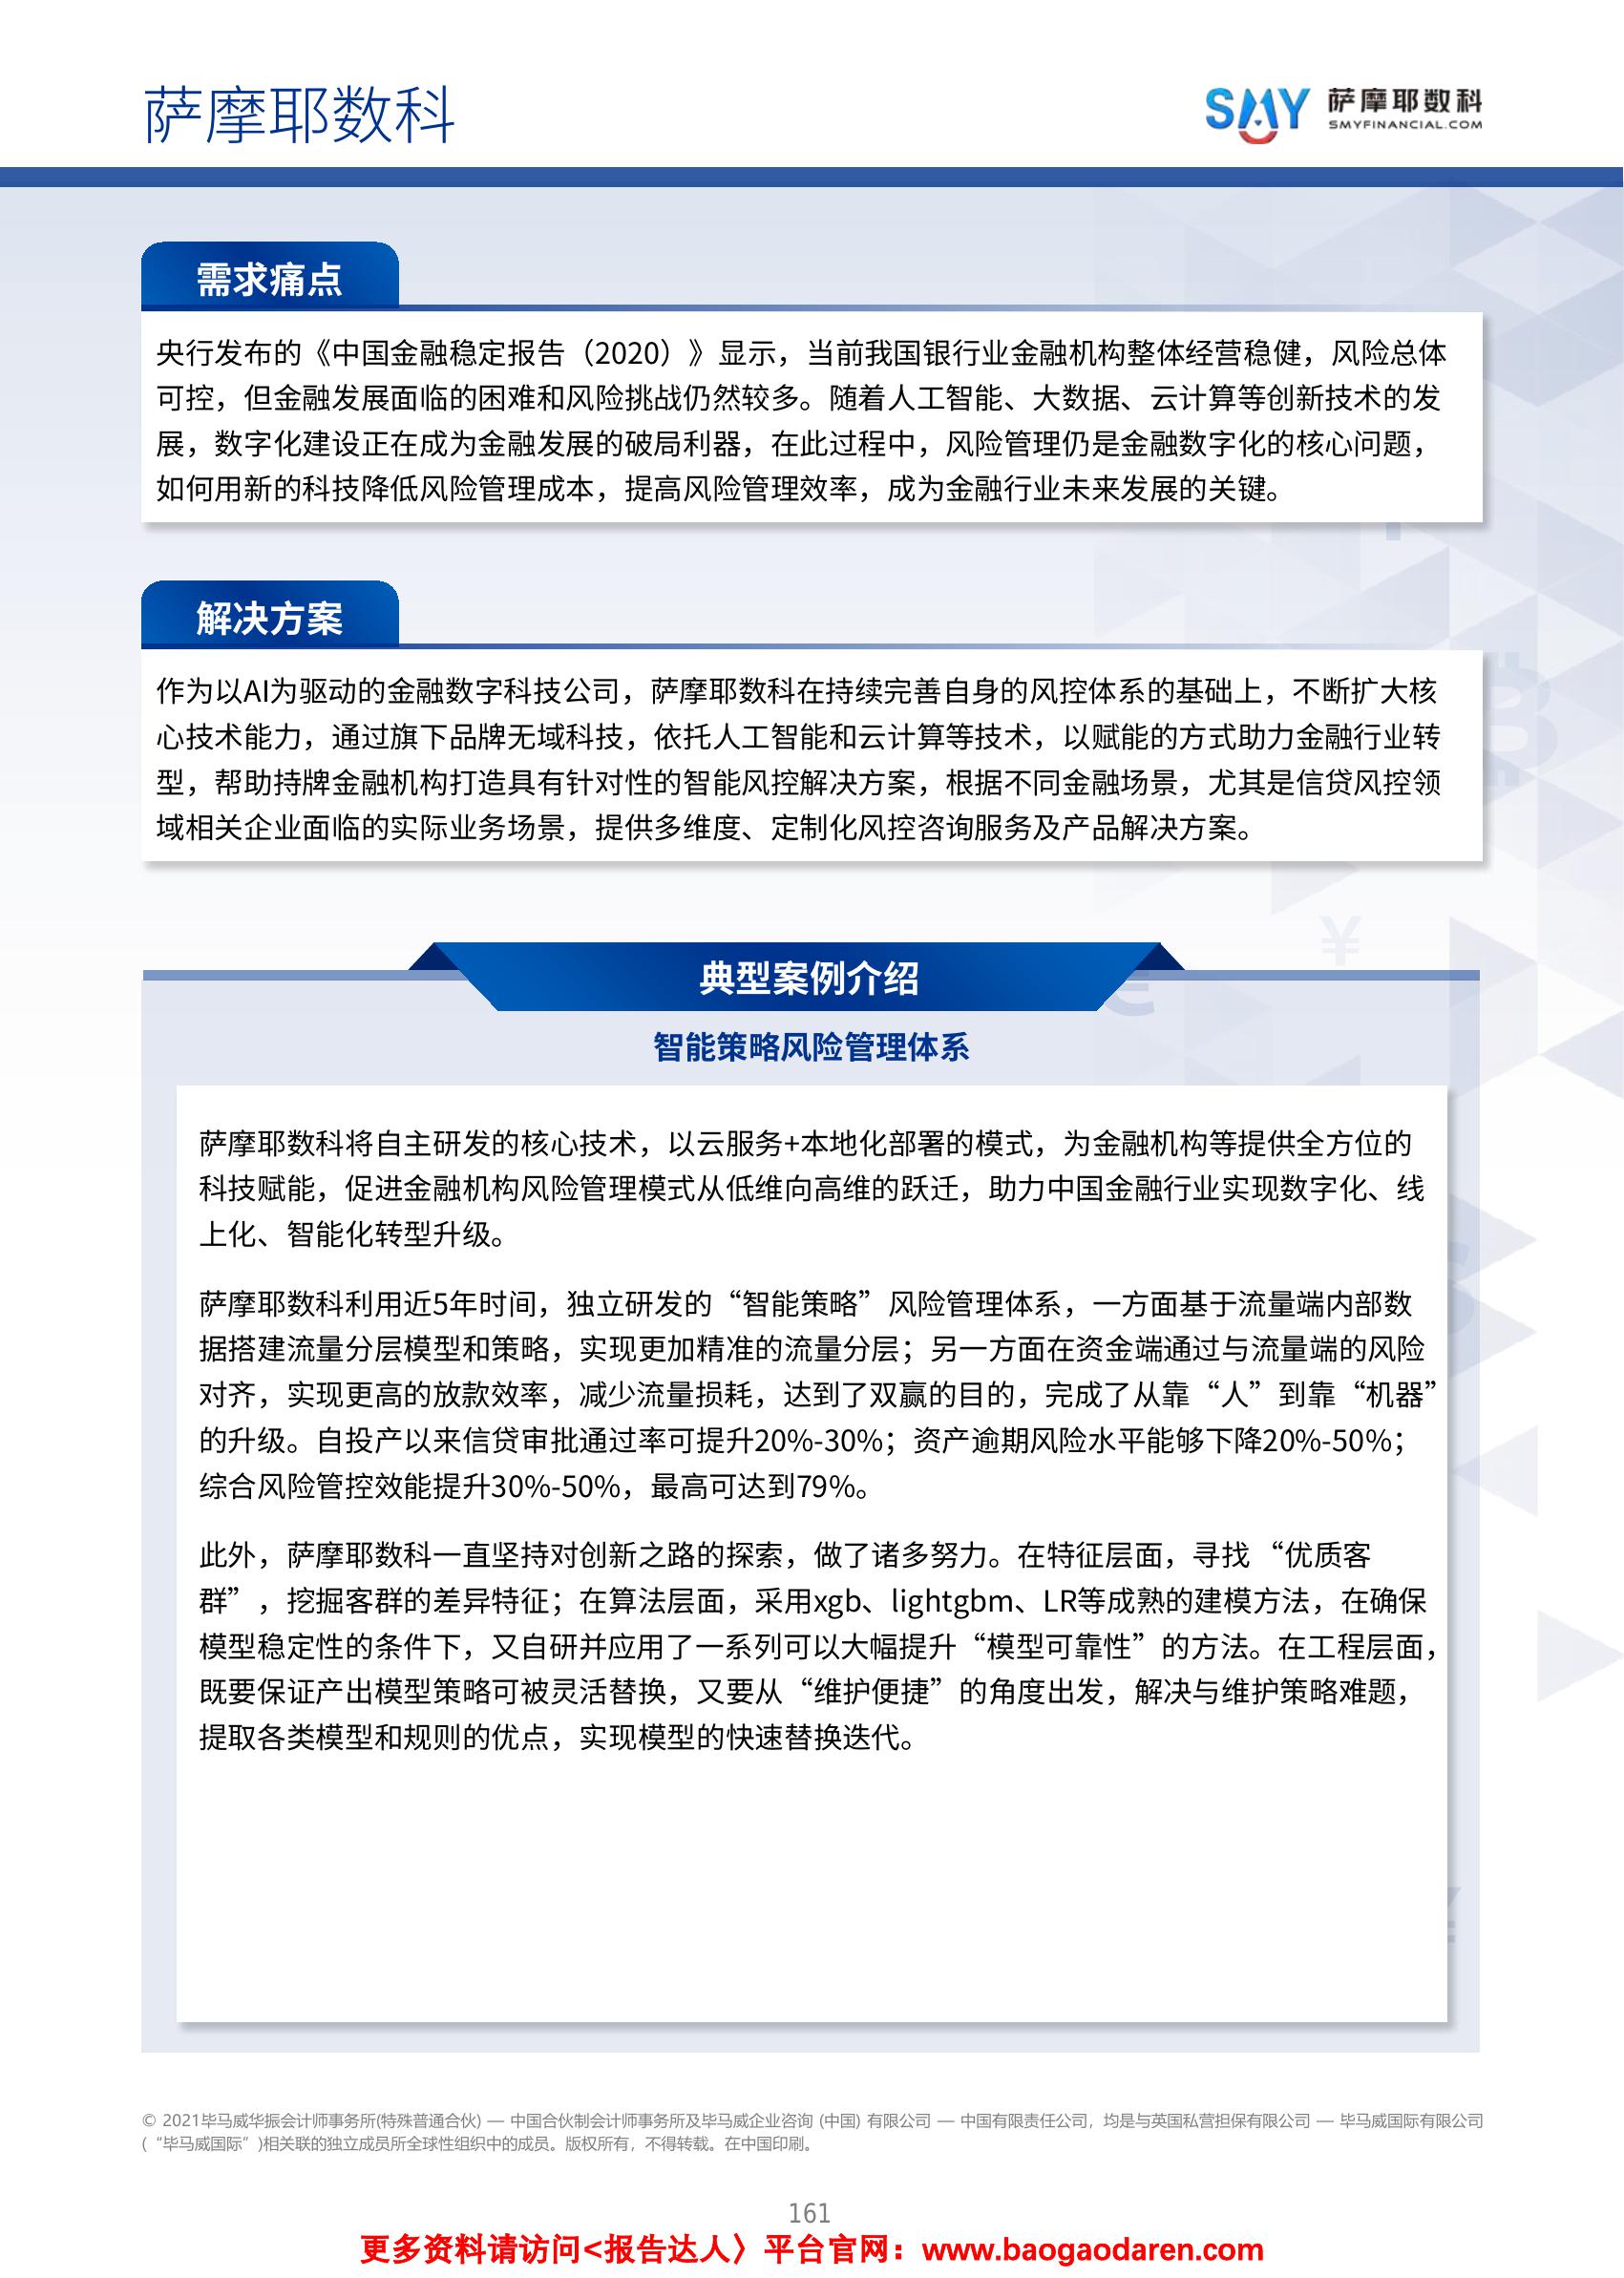 萨摩耶数科
SMY 萨摩耶数科
SMYFINANCIAL.COM
需求痛点
央行发布的《中国金融稳定报告（2020）》显示，当前我国银行业金融机构整体经营稳健，风险总体
可控，但金融发展面临的困难和风险挑战仍然较多。随着人工智能、大数据、云计算等创新技术的发
展，数字化建设正在成为金融发展的破局利器，在此过程中，风险管理仍是金融数字化的核心问题，
如何用新的科技降低风险管理成本，提高风险管理效率，成为金融行业未来发展的关键。
解决方案
作为以AI为驱动的金融数字科技公司，萨摩耶数科在持续完善自身的风控体系的基础上，不断扩大核
心技术能力，通过旗下品牌无域科技，依托人工智能和云计算等技术，以赋能的方式助力金融行业转
型，帮助持牌金融机构打造具有针对性的智能风控解决方案，根据不同金融场景，尤其是信贷风控领
域相关企业面临的实际业务场景，提供多维度、定制化风控咨询服务及产品解决方案。
典型案例介绍
智能策略风险管理体系
萨摩耶数科将自主研发的核心技术，以云服务+本地化部署的模式，为金融机构等提供全方位的
科技赋能，促进金融机构风险管理模式从低维向高维的跃迁，助力中国金融行业实现数字化、线
上化、智能化转型升级。
萨摩耶数科利用近5年时间，独立研发的“智能策略”风险管理体系，一方面基于流量端内部数
据搭建流量分层模型和策略，实现更加精准的流量分层；另一方面在资金端通过与流量端的风险
对齐，实现更高的放款效率，减少流量损耗，达到了双赢的目的，完成了从靠“人”到靠“机器”
的升级。自投产以来信贷审批通过率可提升20%-30%；资产逾期风险水平能够下降20%-50%；
综合风险管控效能提升30%-50%，最高可达到79%。
此外，萨摩耶数科一直坚持对创新之路的探索，做了诸多努力。在特征层面，寻找 “优质客
群”，挖掘客群的差异特征；在算法层面，采用xgb、lightgbm、LR等成熟的建模方法，在确保
模型稳定性的条件下，又自研并应用了一系列可以大幅提升“模型可靠性”的方法。在工程层面，
既要保证产出模型策略可被灵活替换，又要从“维护便捷”的角度出发，解决与维护策略难题，
提取各类模型和规则的优点，实现模型的快速替换迭代。
© 2021毕马威华振会计师事务所(特殊普通合伙) — 中国合伙制会计师事务所及毕马威企业咨询 (中国) 有限公司 — 中国有限责任公司，均是与英国私营担保有限公司 — 毕马威国际有限公司
(“毕马威国际”)相关联的独立成员所全球性组织中的成员。版权所有，不得转载。在中国印刷。
161
更多资料请访问<报告达人〉平台官网：www.baogaodaren.com